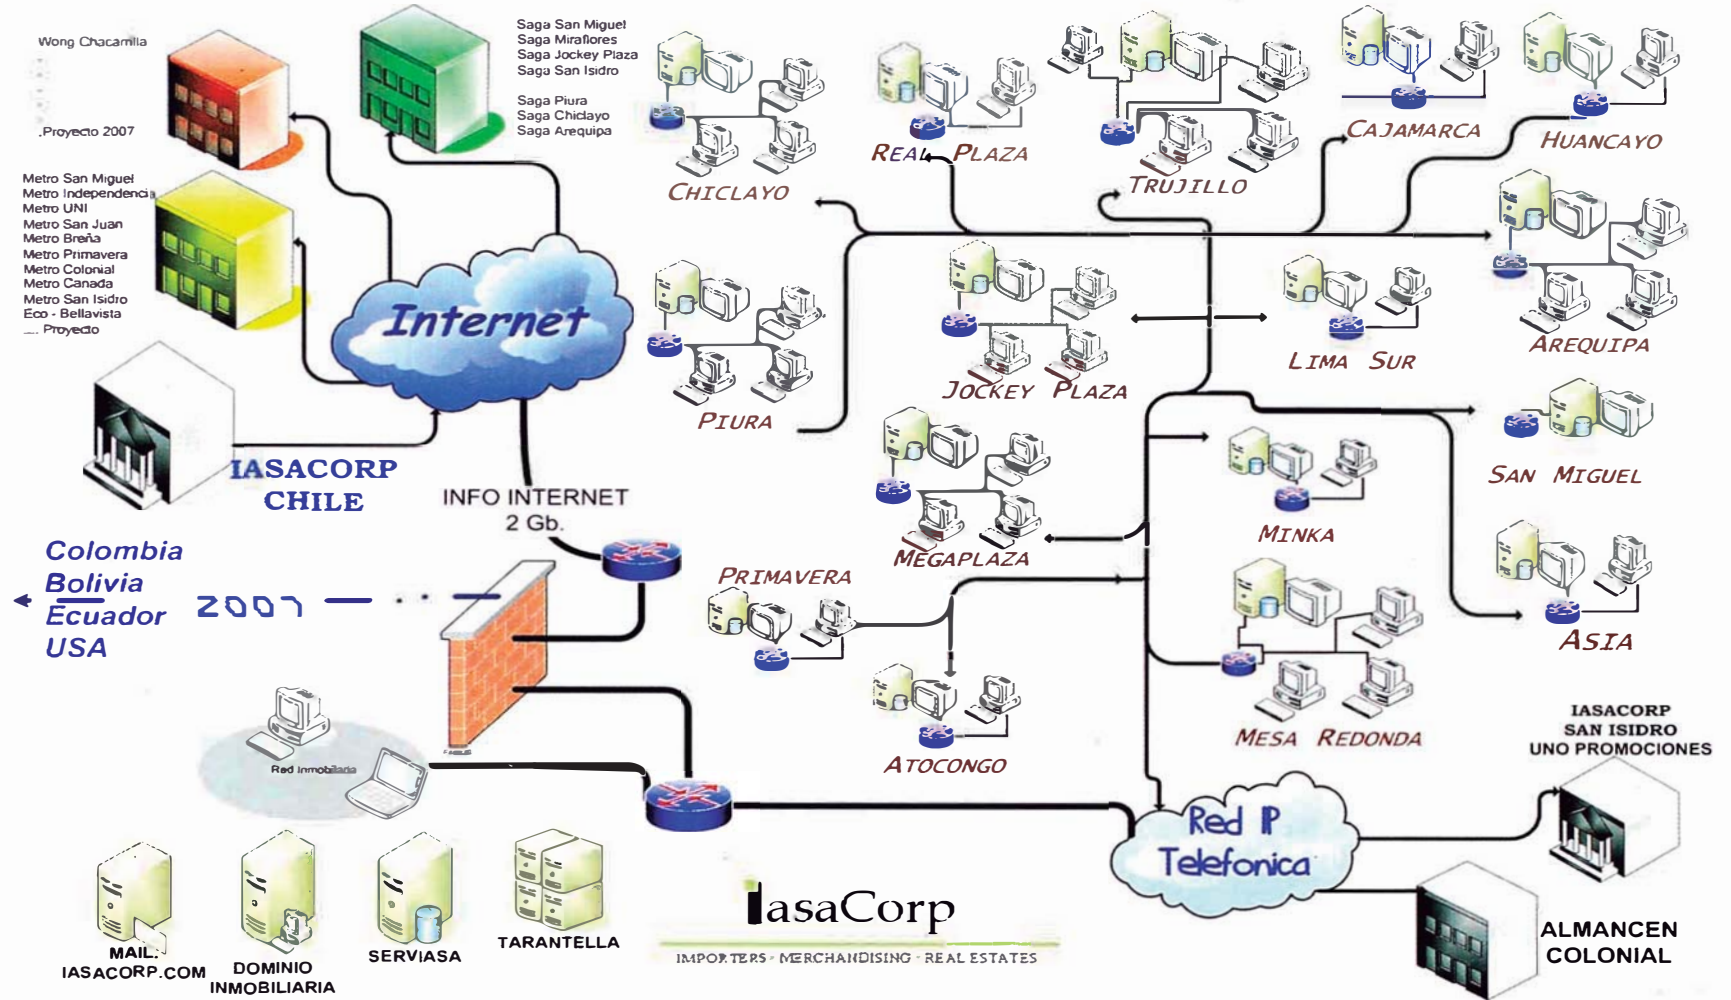 Wong Chacarrilla
.Proyecto 2007
Saga San Miguel
Saga Miraflores
Saga Jockey Plaza
Saga San Isidro
Saga Piura
Saga Chiclayo
Saga Arequipa
Metro San Miguel
Metro Independencia
Metro UNI
Metro San Juan
Metro Breña
Metro Primavera
Metro Colonial
Metro Canada
Metro San Isidro
Eco - Bellavista
.... Proyecto
Internet
IASACORP
CHILE
INFO INTERNET
2 Gb.
Colombia
Bolivia
Ecuador
USA
2007
CHICLAYO
REAL PLAZA
TRUJILLO
CAJAMARCA
HUANCAYO
PIURA
JOCKEY PLAZA
LIMA SUR
AREQUIPA
MEGAPLAZA
MINKA
SAN MIGUEL
PRIMAVERA
ATOCONGO
MESA REDONDA
ASIA
Red Inmobiliaria
Red IP
Telefonica
IASACORP
SAN ISIDRO
UNO PROMOCIONES
ALMANCEN
COLONIAL
MAIL.
IASACORP.COM
DOMINIO
INMOBILIARIA
SERVIASA
TARANTELLA
IasaCorp
IMPORTERS - MERCHANDISING - REAL ESTATES